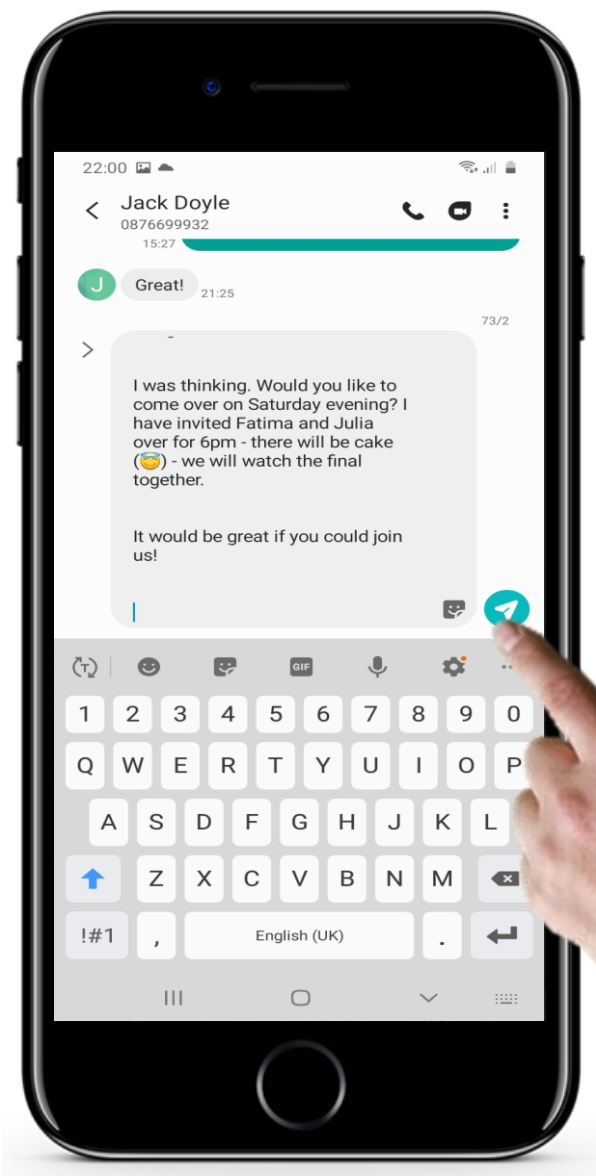 22:00
Jack Doyle
0876699932
15:27
J
Great!
21:25
73/2
I was thinking. Would you like to
come over on Saturday evening? I
have invited Fatima and Julia
over for 6pm - there will be cake
(😇) - we will watch the final
together.
It would be great if you could join
us!
T
GIF
1 2 3 4 5 6 7 8 9 0
Q W E R T Y U I O P
A S D F G H J K L
Z X C V B N M
!#1 , English (UK) .